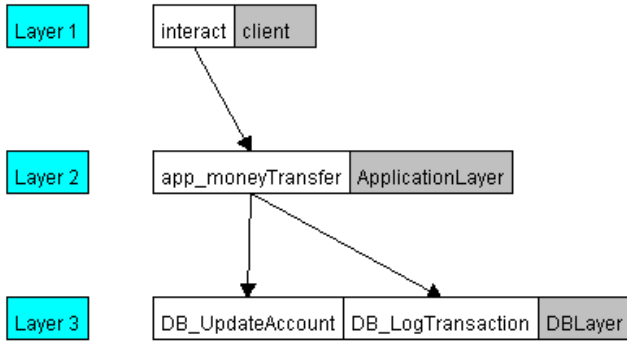 Layer 1 interact client
Layer 2 app_moneyTransfer ApplicationLayer
Layer 3 DB_UpdateAccount DB_LogTransaction DBLayer